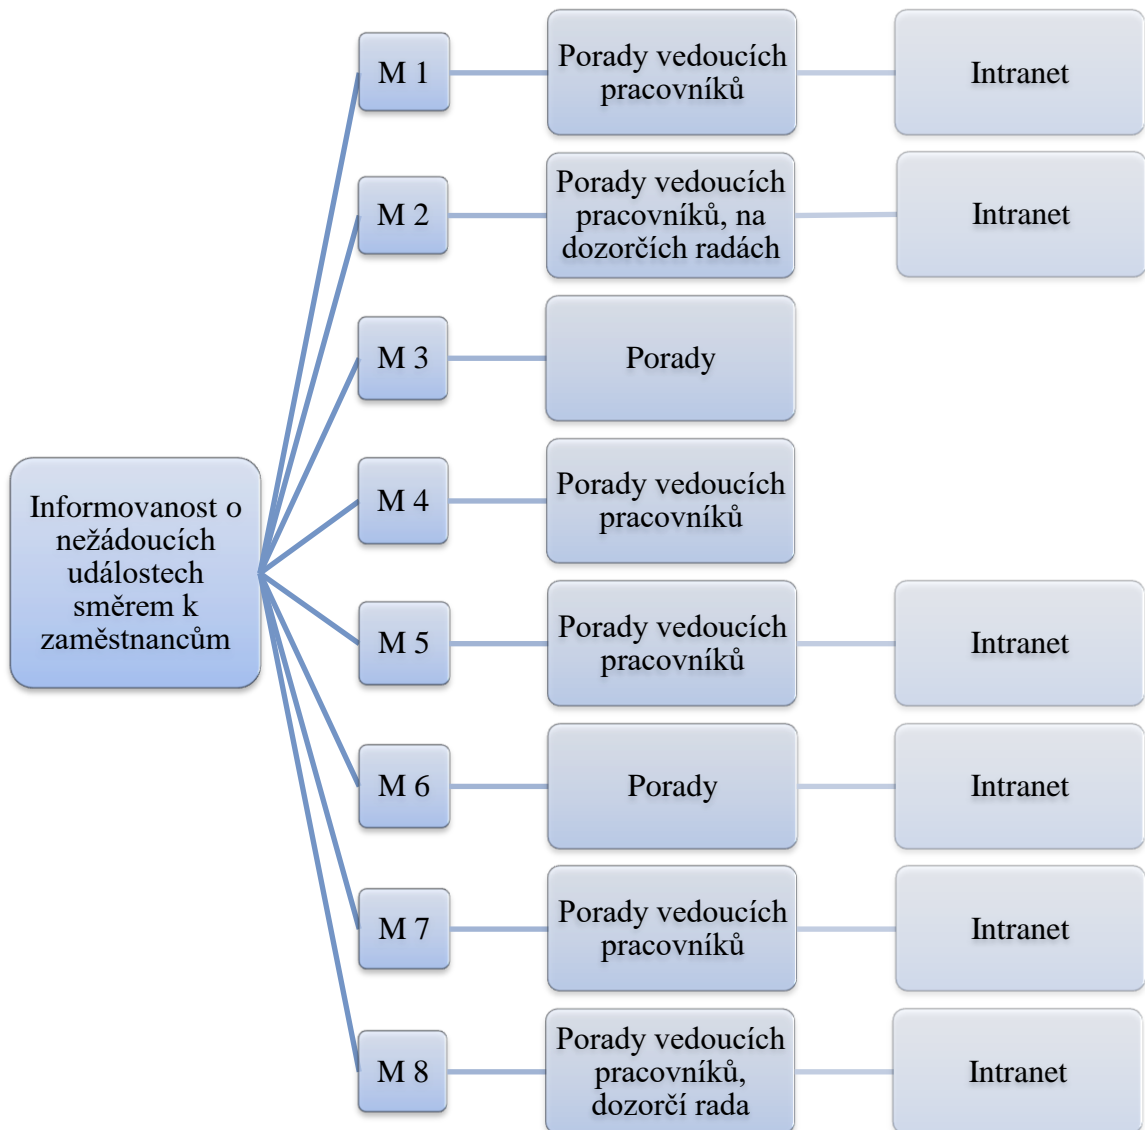 M 1
Porady vedoucích
pracovníků
Intranet
M 2
Porady vedoucích
pracovníků, na
dozorčích radách
Intranet
M 3
Porady
M 4
Porady vedoucích
pracovníků
Informovanost o
nežádoucích
událostech
směrem k
zaměstnancům
M 5
Porady vedoucích
pracovníků
Intranet
M 6
Porady
Intranet
M 7
Porady vedoucích
pracovníků
Intranet
M 8
Porady vedoucích
pracovníků,
dozorčí rada
Intranet